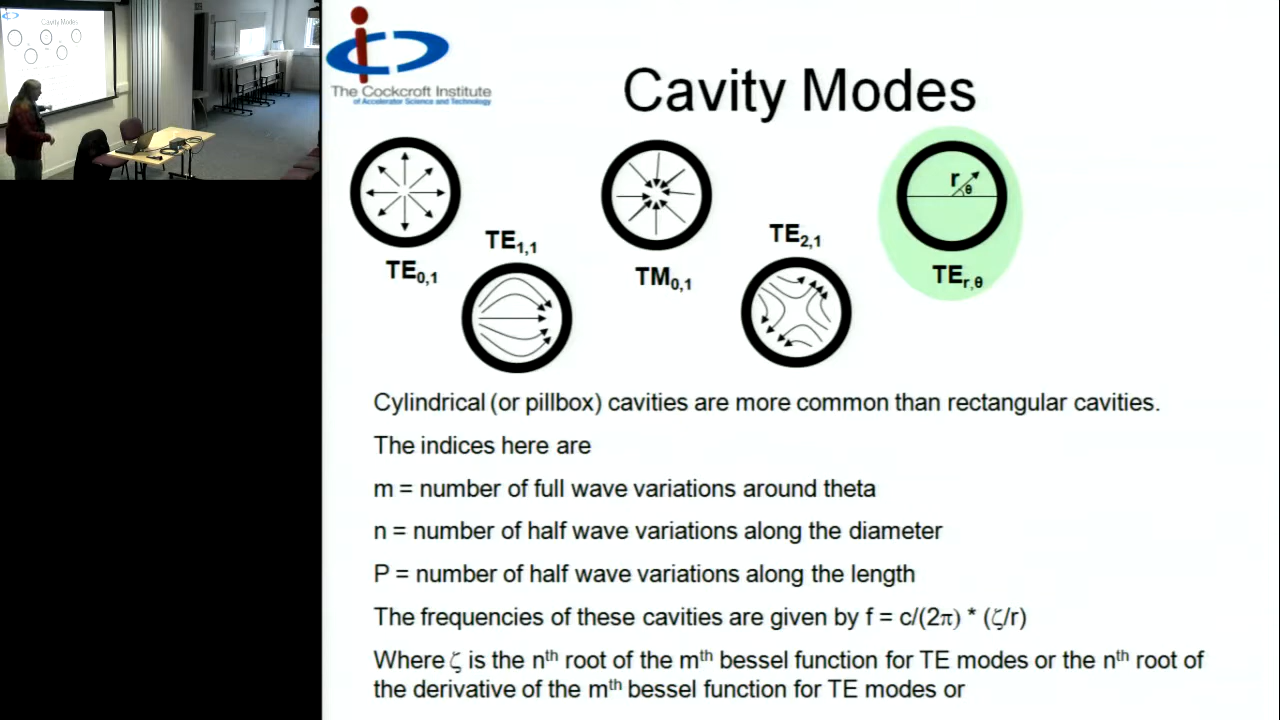 Cavity Modes
The Cockcroft Institute
of Accelerator Science and Technology
Cavity Modes
r
θ
TE1,1
TE2,1
TE0,1
TM0,1
TEr,θ
Cylindrical (or pillbox) cavities are more common than rectangular cavities.
The indices here are
m = number of full wave variations around theta
n = number of half wave variations along the diameter
P = number of half wave variations along the length
The frequencies of these cavities are given by f = c/(2π) * (ζ/r)
Where ζ is the nth root of the mth bessel function for TE modes or the nth root of
the derivative of the mth bessel function for TE modes or